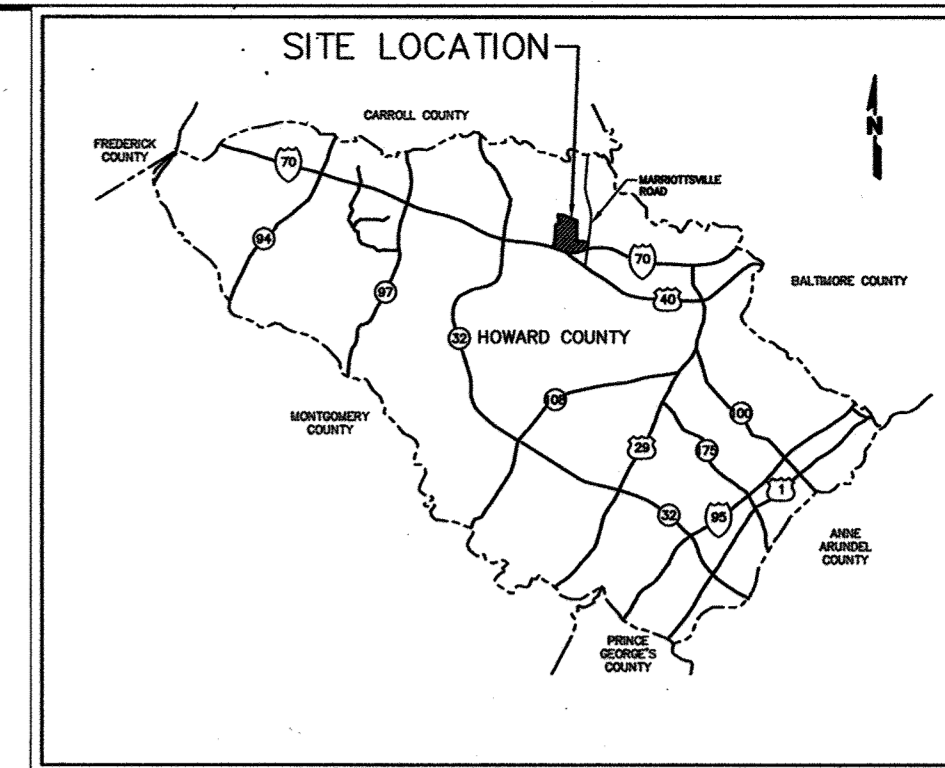 SITE LOCATION
CARROLL COUNTY
FREDERICK
COUNTY
N
MARRIOTTSVILLE
ROAD
70
94
97
70
40
BALTIMORE COUNTY
32
HOWARD COUNTY
108
MONTGOMERY
COUNTY
100
29
175
32
95
1
ANNE
ARUNDEL
COUNTY
PRINCE
GEORGE'S
COUNTY